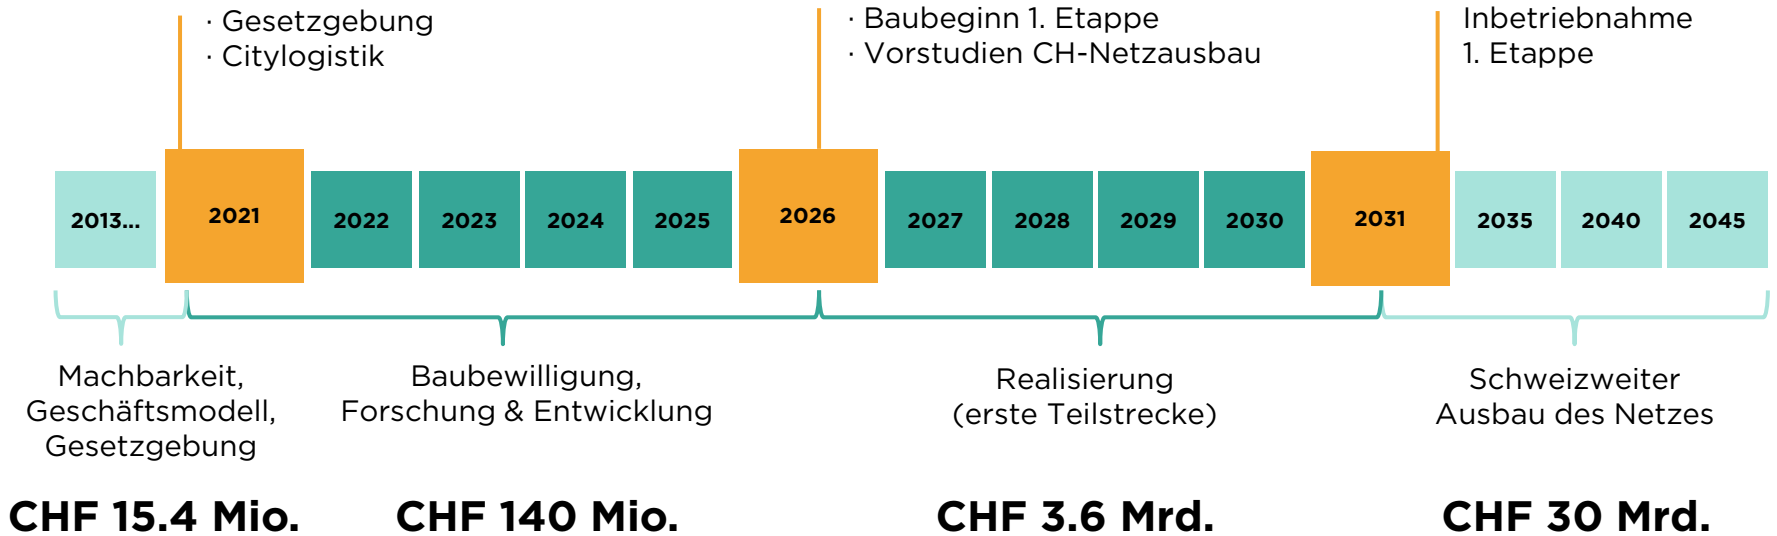 · Gesetzgebung
· Citylogistik
· Baubeginn 1. Etappe
· Vorstudien CH-Netzausbau
Inbetriebnahme
1. Etappe
2013...
2021
2022
2023
2024
2025
2026
2027
2028
2029
2030
2031
2035
2040
2045
Machbarkeit,
Geschäftsmodell,
Gesetzgebung
Baubewilligung,
Forschung & Entwicklung
Realisierung
(erste Teilstrecke)
Schweizweiter
Ausbau des Netzes
CHF 15.4 Mio.
CHF 140 Mio.
CHF 3.6 Mrd.
CHF 30 Mrd.